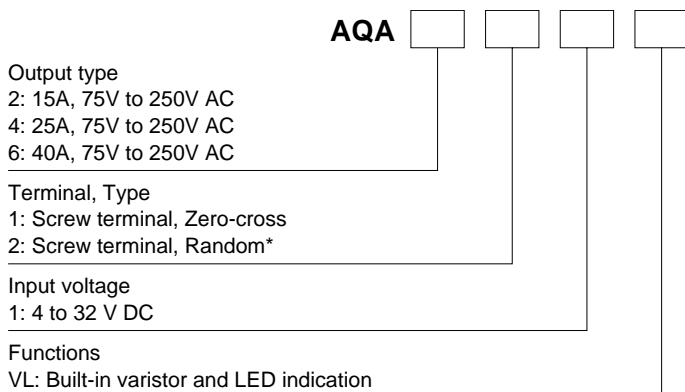 AQA
Output type
2: 15A, 75V to 250V AC
4: 25A, 75V to 250V AC
6: 40A, 75V to 250V AC
Terminal, Type
1: Screw terminal, Zero-cross
2: Screw terminal, Random*
Input voltage
1: 4 to 32 V DC
Functions
VL: Built-in varistor and LED indication